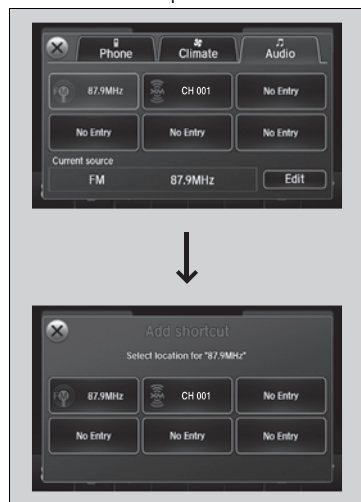 Phone Climate Audio
87.9MHz CH 001 No Entry
No Entry No Entry No Entry
Current source
FM 87.9MHz Edit
Add shortcut
Select location for "87.9MHz"
87.9MHz CH 001 No Entry
No Entry No Entry No Entry